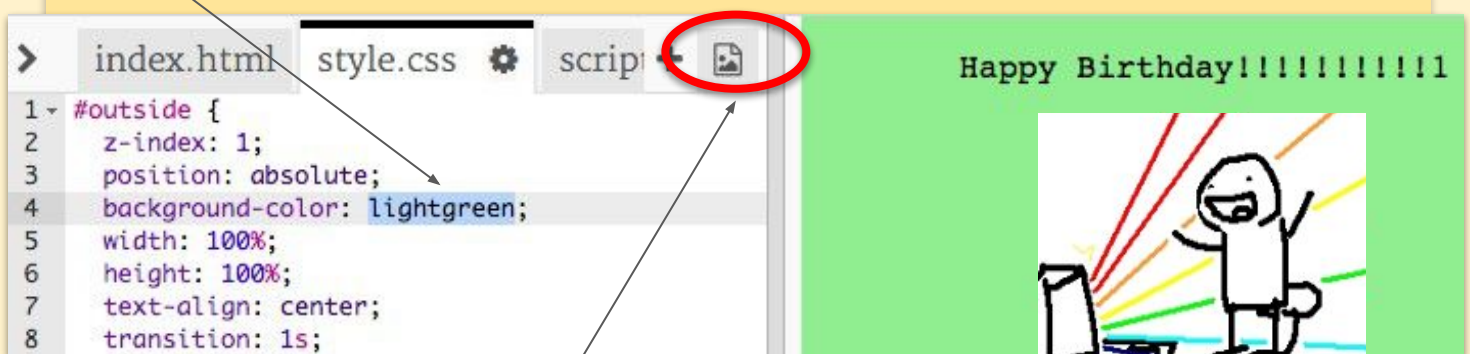 index.html style.css script
Happy Birthday!!!!!!!!!!!1
1 #outside {
2 z-index: 1;
3 position: absolute;
4 background-color: lightgreen;
5 width: 100%;
6 height: 100%;
7 text-align: center;
8 transition: 1s;